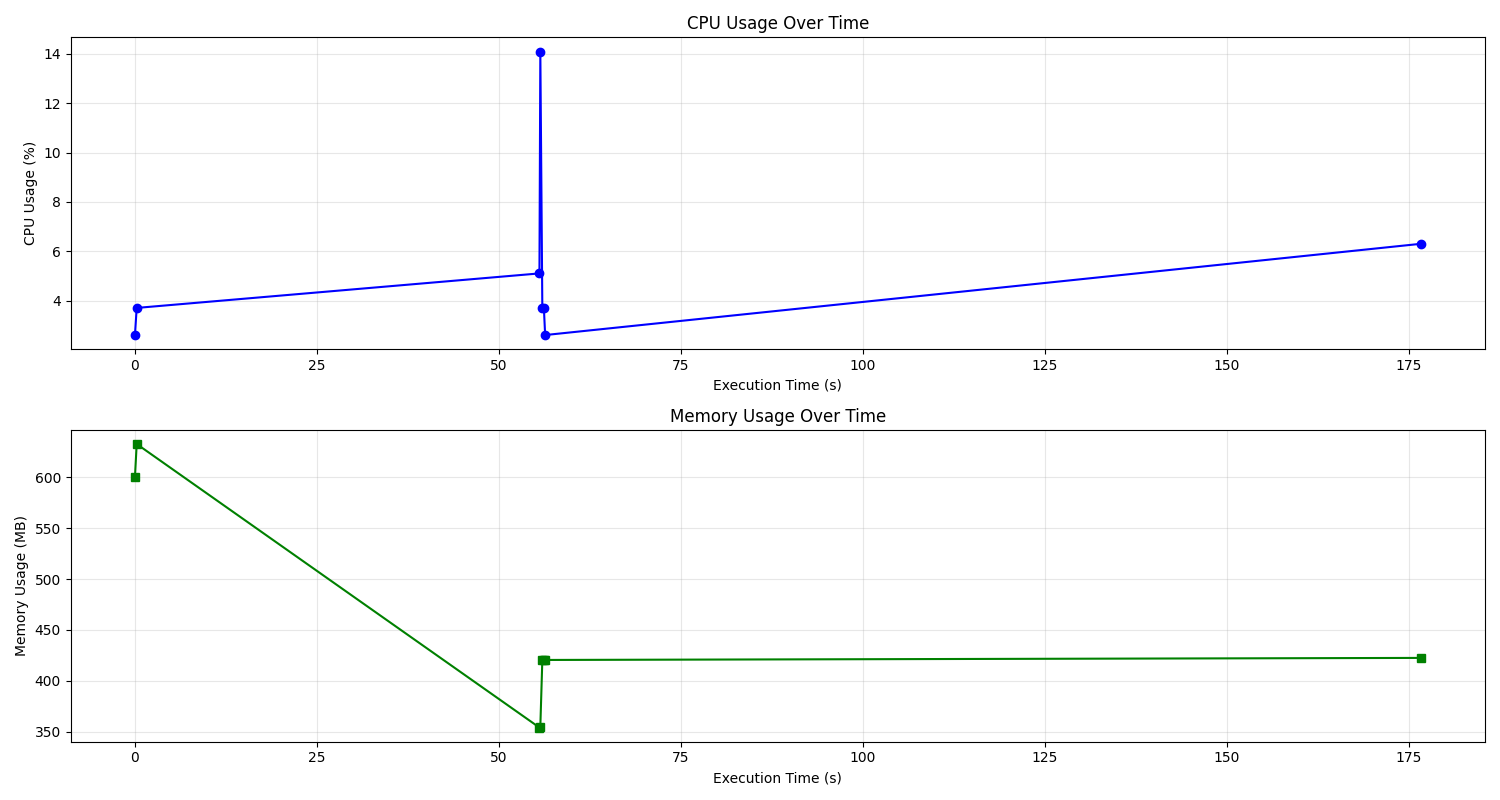 CPU Usage Over Time
14
12
10
8
6
4
CPU Usage (%)
0 25 50 75 100 125 150 175
Execution Time (s)
Memory Usage Over Time
600
550
500
450
400
350
Memory Usage (MB)
0 25 50 75 100 125 150 175
Execution Time (s)